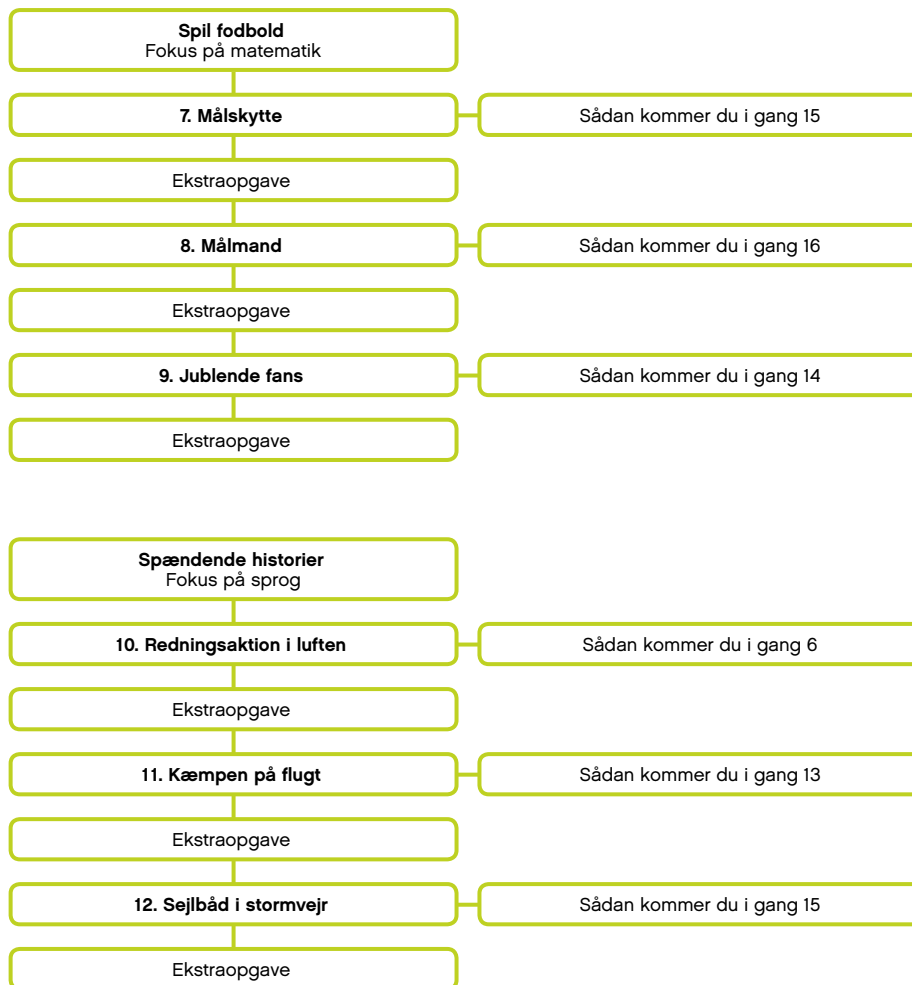 Spil fodbold
Fokus på matematik
7. Målskytte
Sådan kommer du i gang 15
Ekstraopgave
8. Målmand
Sådan kommer du i gang 16
Ekstraopgave
9. Jublende fans
Sådan kommer du i gang 14
Ekstraopgave
Spændende historier
Fokus på sprog
10. Redningsaktion i luften
Sådan kommer du i gang 6
Ekstraopgave
11. Kæmpen på flugt
Sådan kommer du i gang 13
Ekstraopgave
12. Sejlbåd i stormvejr
Sådan kommer du i gang 15
Ekstraopgave